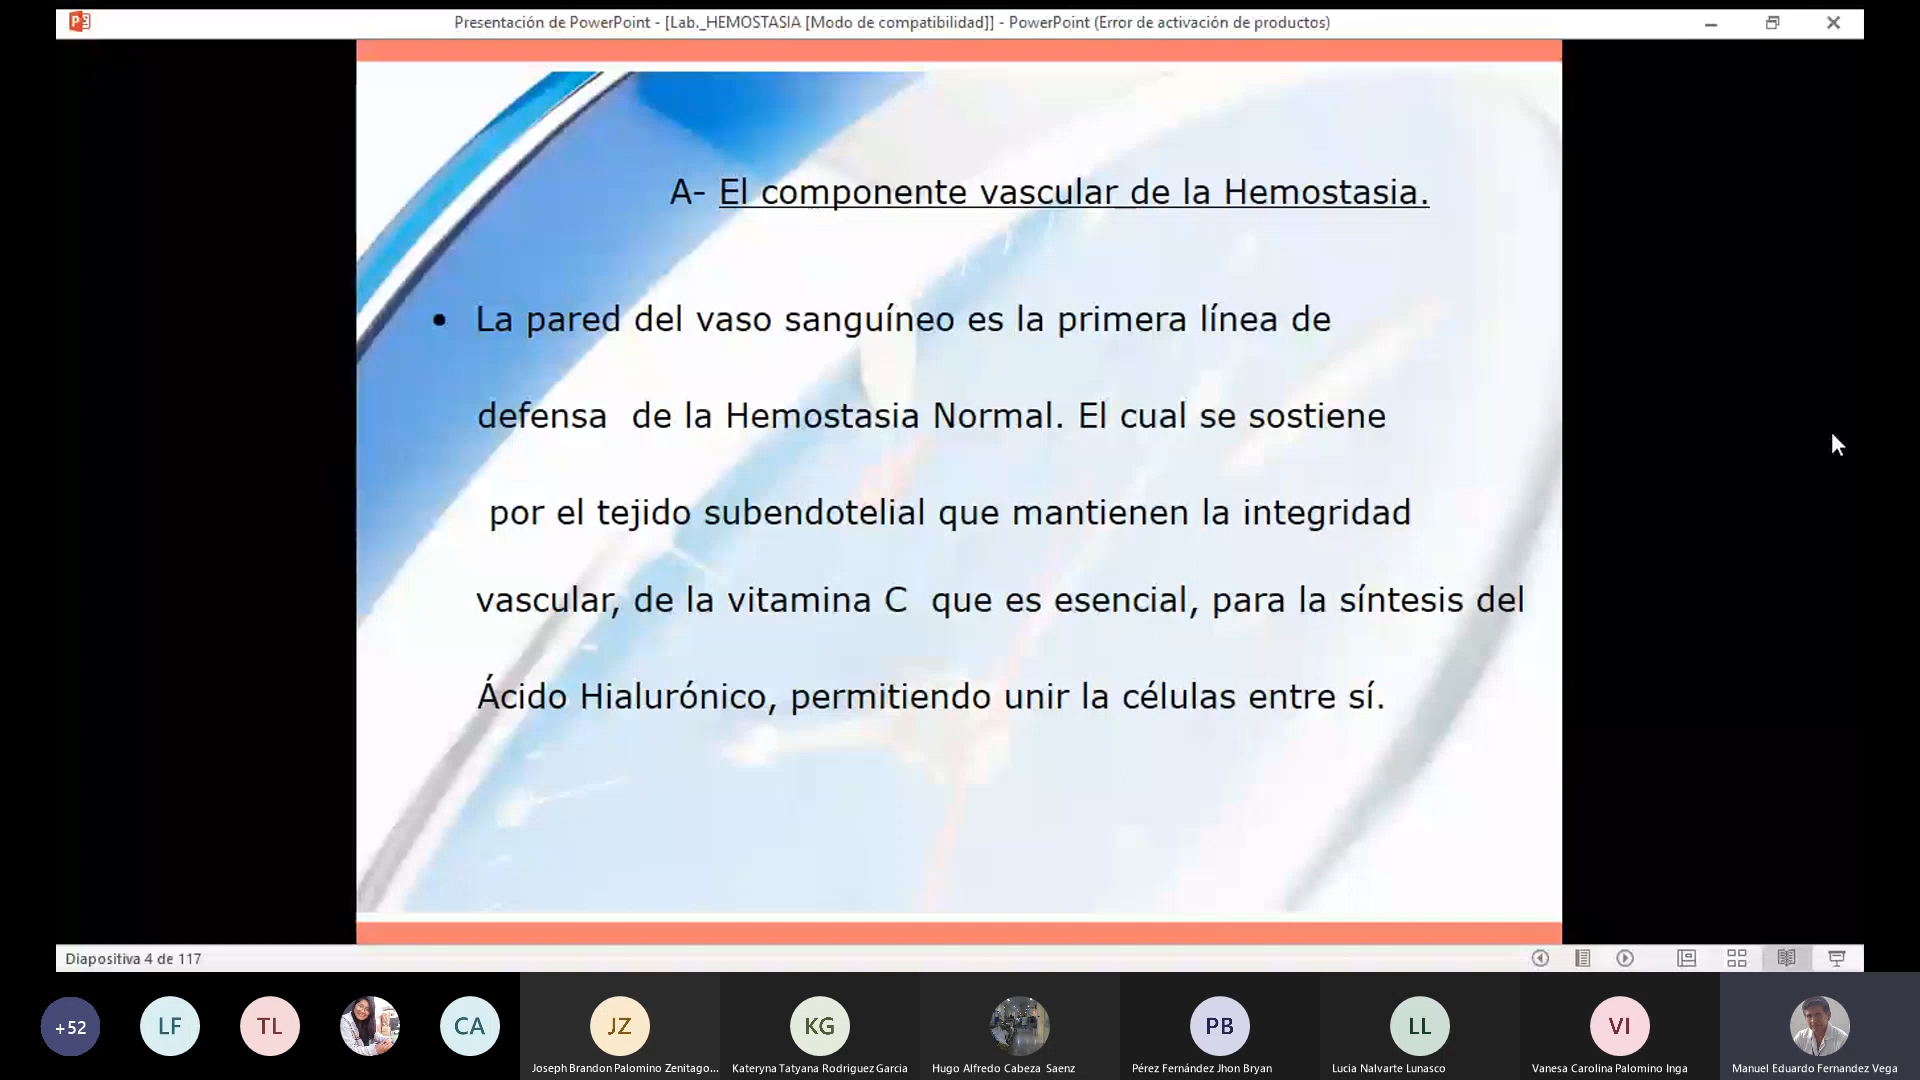 Presentación de PowerPoint - [Lab._HEMOSTASIA [Modo de compatibilidad]] - PowerPoint (Error de activación de productos)
A- El componente vascular de la Hemostasia.
• La pared del vaso sanguíneo es la primera línea de
defensa  de la Hemostasia Normal. El cual se sostiene
por el tejido subendotelial que mantienen la integridad
vascular, de la vitamina C  que es esencial, para la síntesis del
Ácido Hialurónico, permitiendo unir la células entre sí.
Diapositiva 4 de 117
+52
LF
TL
CA
JZ
KG
PB
LL
VI
Joseph Brandon Palomino Zenitago...
Kateryna Tatyana Rodriguez Garcia
Hugo Alfredo Cabeza Saenz
Pérez Fernández Jhon Bryan
Lucia Nalvarte Lunasco
Vanesa Carolina Palomino Inga
Manuel Eduardo Fernandez Vega